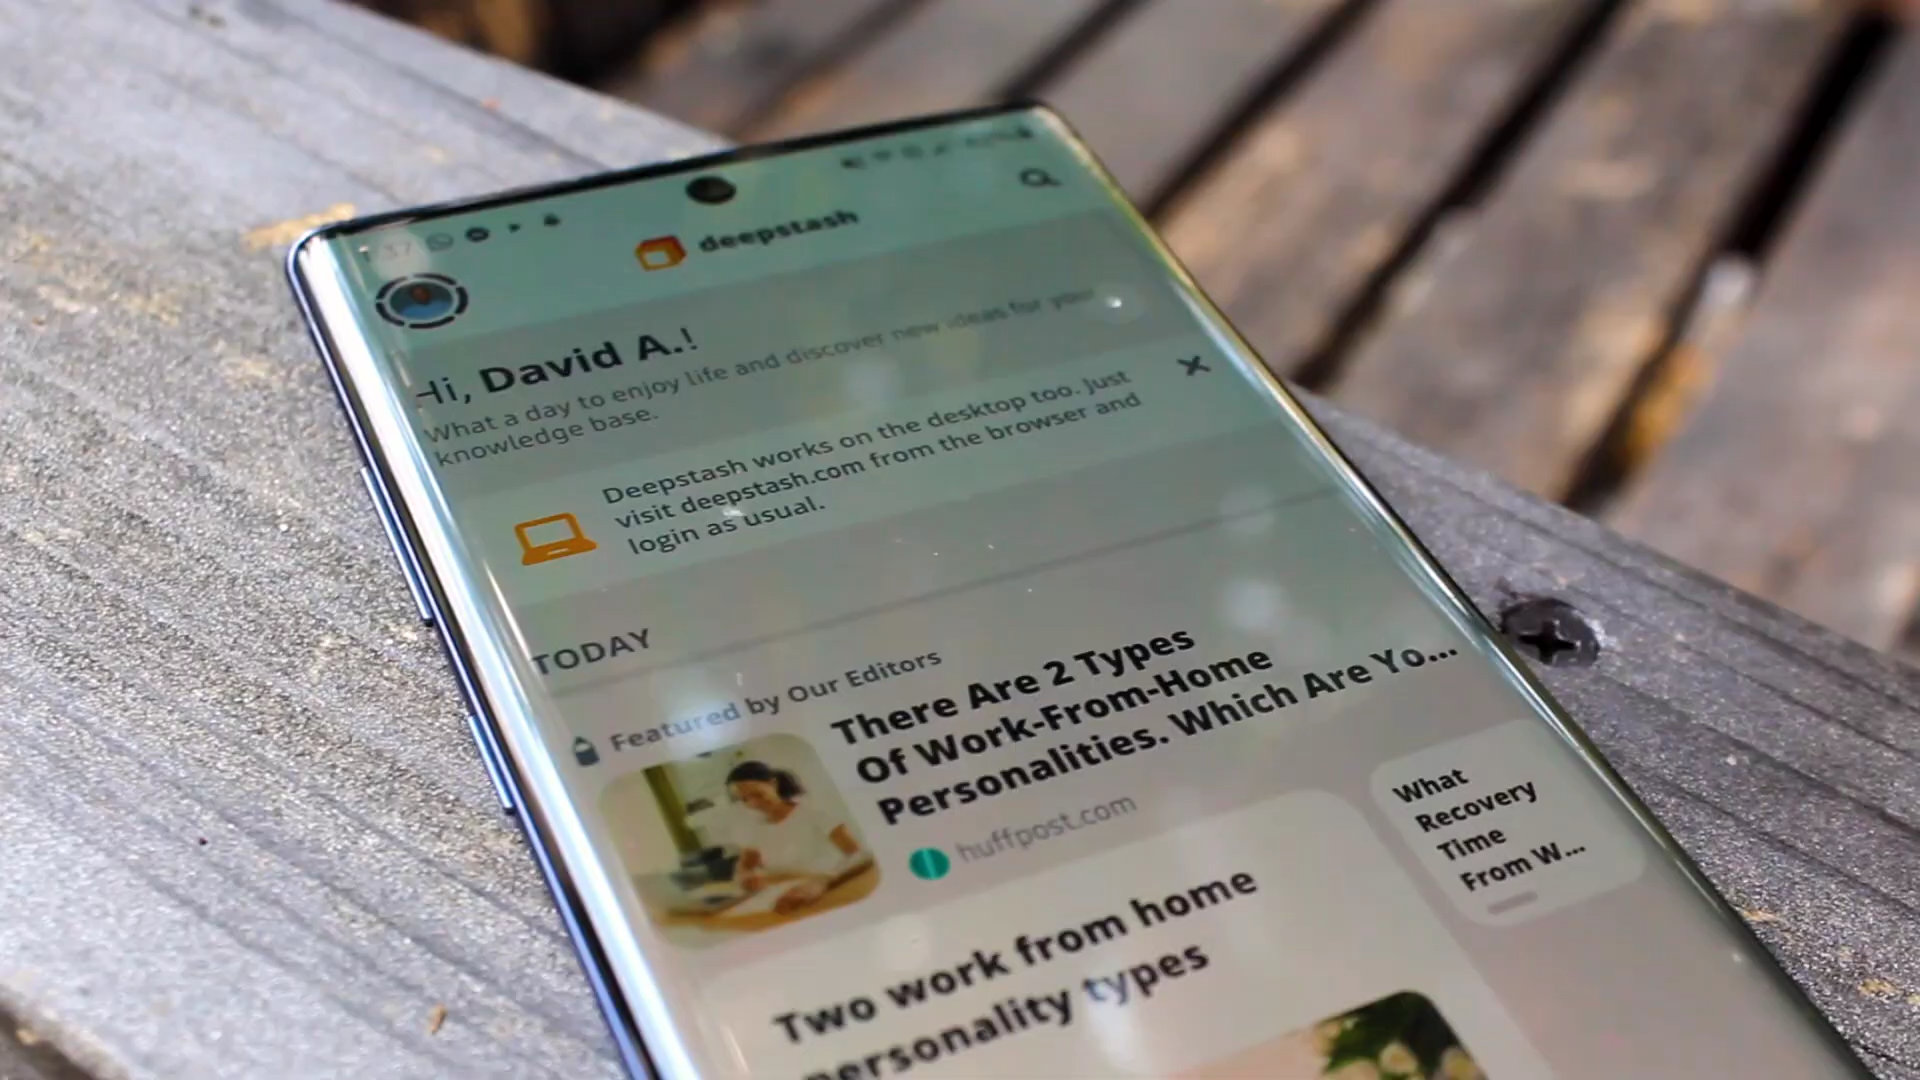 deepstash
Hi, David A.!
What a day to enjoy life and discover new ideas for your
knowledge base.
Deepstash works on the desktop too. Just
visit deepstash.com from the browser and
login as usual.
TODAY
Featured by Our Editors
There Are 2 Types
Of Work-From-Home
Personalities. Which Are Yo...
huffpost.com
What
Recovery
Time
From W...
Two work from home
personality types